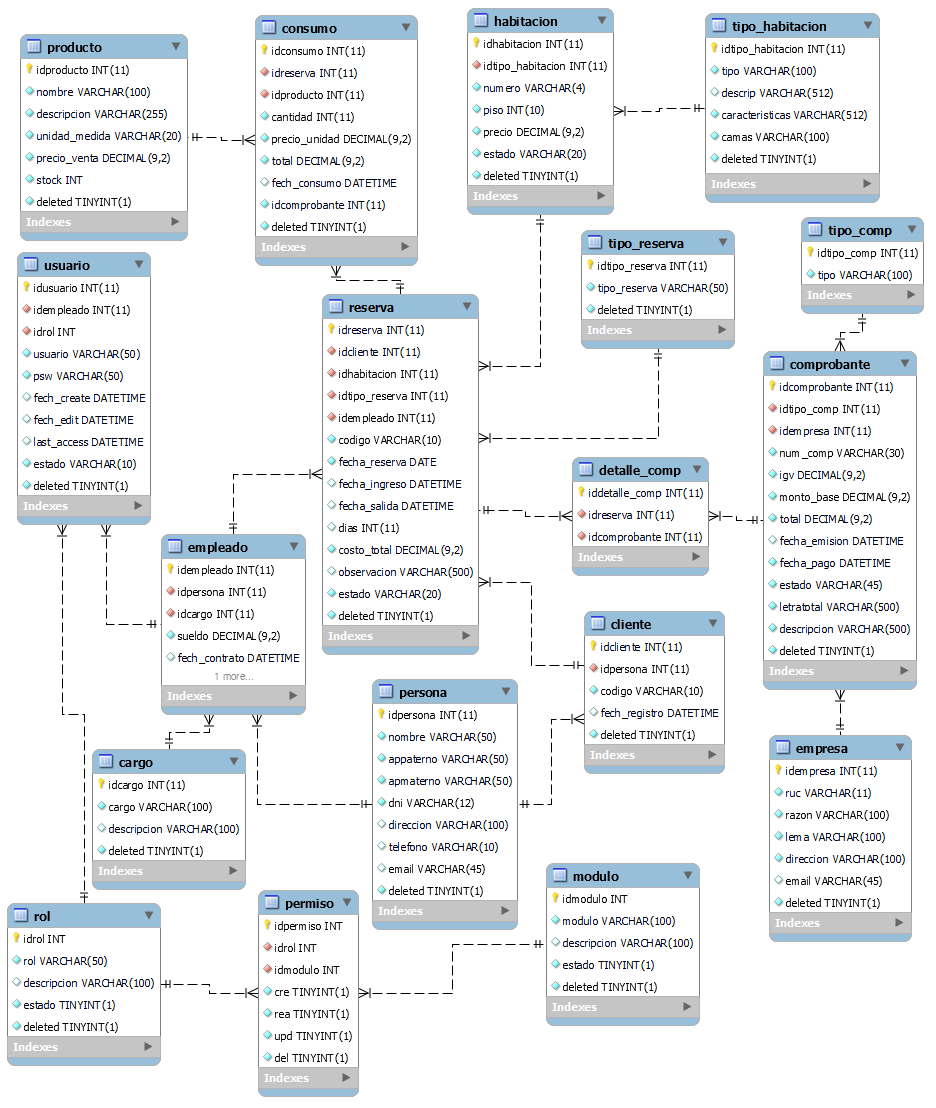 producto
idproducto INT(11)
nombre VARCHAR(100)
descripcion VARCHAR(255)
unidad_medida VARCHAR(20)
precio_venta DECIMAL(9,2)
stock INT
deleted TINYINT(1)
Indexes
consumo
idconsumo INT(11)
idreserva INT(11)
idproducto INT(11)
cantidad INT(11)
precio_unidad DECIMAL(9,2)
total DECIMAL(9,2)
fech_consumo DATETIME
idcomprobante INT(11)
deleted TINYINT(1)
Indexes
habitacion
idhabitacion INT(11)
idtipo_habitacion INT(11)
numero VARCHAR(4)
piso INT(10)
precio DECIMAL(9,2)
estado VARCHAR(20)
deleted TINYINT(1)
Indexes
tipo_habitacion
idtipo_habitacion INT(11)
tipo VARCHAR(100)
descrip VARCHAR(512)
caracteristicas VARCHAR(512)
camas VARCHAR(100)
deleted TINYINT(1)
Indexes
usuario
idusuario INT(11)
idempleado INT(11)
idrol INT
usuario VARCHAR(50)
psw VARCHAR(50)
fech_create DATETIME
fech_edit DATETIME
last_access DATETIME
estado VARCHAR(10)
deleted TINYINT(1)
Indexes
reserva
idreserva INT(11)
idcliente INT(11)
idhabitacion INT(11)
idtipo_reserva INT(11)
idempleado INT(11)
codigo VARCHAR(10)
fecha_reserva DATE
fecha_ingreso DATETIME
fecha_salida DATETIME
dias INT(11)
costo_total DECIMAL(9,2)
observacion VARCHAR(500)
estado VARCHAR(20)
deleted TINYINT(1)
Indexes
tipo_reserva
idtipo_reserva INT(11)
tipo_reserva VARCHAR(50)
deleted TINYINT(1)
Indexes
tipo_comp
idtipo_comp INT(11)
tipo VARCHAR(100)
Indexes
comprobante
idcomprobante INT(11)
idtipo_comp INT(11)
idempresa INT(11)
num_comp VARCHAR(30)
igv DECIMAL(9,2)
monto_base DECIMAL(9,2)
total DECIMAL(9,2)
fecha_emision DATETIME
fecha_pago DATETIME
estado VARCHAR(45)
letratotal VARCHAR(500)
descripcion VARCHAR(500)
deleted TINYINT(1)
Indexes
detalle_comp
iddetalle_comp INT(11)
idreserva INT(11)
idcomprobante INT(11)
Indexes
empleado
idempleado INT(11)
idpersona INT(11)
idcargo INT(11)
sueldo DECIMAL(9,2)
fech_contrato DATETIME
1 more...
Indexes
cliente
idcliente INT(11)
idpersona INT(11)
codigo VARCHAR(10)
fech_registro DATETIME
deleted TINYINT(1)
Indexes
persona
idpersona INT(11)
nombre VARCHAR(50)
appaterno VARCHAR(50)
apmaterno VARCHAR(50)
dni VARCHAR(12)
direccion VARCHAR(100)
telefono VARCHAR(10)
email VARCHAR(45)
deleted TINYINT(1)
Indexes
cargo
idcargo INT(11)
cargo VARCHAR(100)
descripcion VARCHAR(100)
deleted TINYINT(1)
Indexes
empresa
idempresa INT(11)
ruc VARCHAR(11)
razon VARCHAR(100)
lema VARCHAR(100)
direccion VARCHAR(100)
email VARCHAR(45)
deleted TINYINT(1)
Indexes
rol
idrol INT
rol VARCHAR(50)
descripcion VARCHAR(100)
estado TINYINT(1)
deleted TINYINT(1)
Indexes
permiso
idpermiso INT
idrol INT
idmodulo INT
cre TINYINT(1)
rea TINYINT(1)
upd TINYINT(1)
del TINYINT(1)
Indexes
modulo
idmodulo INT
modulo VARCHAR(100)
descripcion VARCHAR(100)
estado TINYINT(1)
deleted TINYINT(1)
Indexes